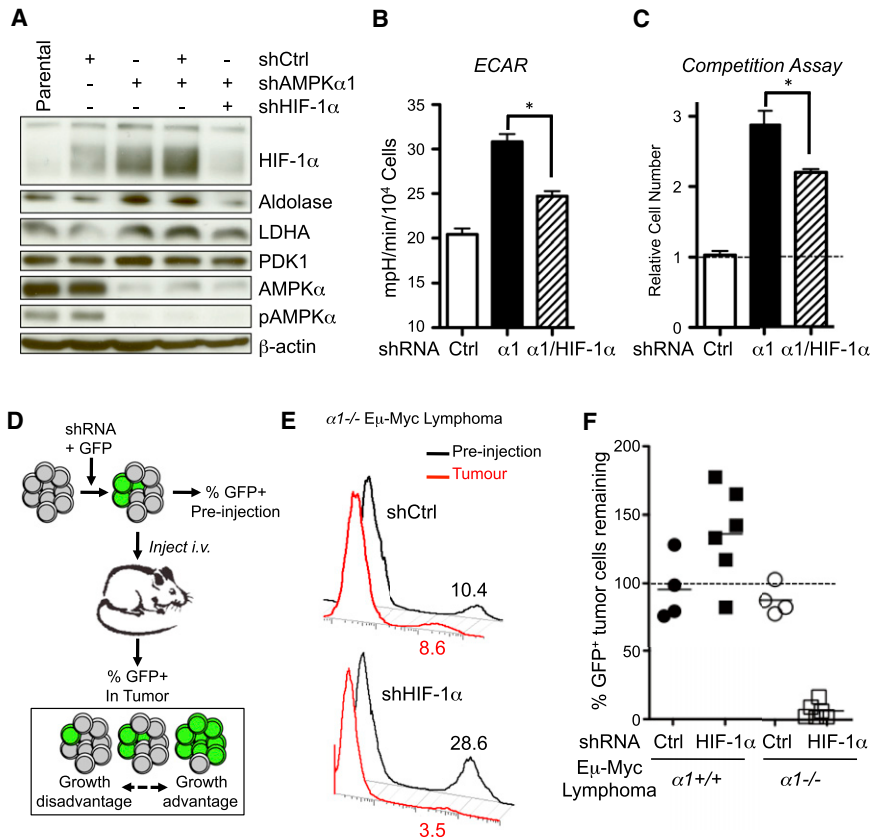 A
Parental
+ - + - shCtrl
- + + + shAMPKα1
- - - + shHIF-1α
HIF-1α
Aldolase
LDHA
PDK1
AMPKα
pAMPKα
β-actin
B
ECAR
mpH/min/10⁴ Cells
35
30
25
20
15
10
*
shRNA Ctrl α1 α1/HIF-1α
C
Competition Assay
Relative Cell Number
3
2
1
0
*
shRNA Ctrl α1 α1/HIF-1α
D
shRNA
+ GFP
% GFP+
Pre-injection
Inject i.v.
% GFP+
In Tumor
Growth
disadvantage
Growth
advantage
E
α1-/- Eμ-Myc Lymphoma
Pre-injection
Tumour
shCtrl
10.4
8.6
shHIF-1α
28.6
3.5
F
% GFP⁺ tumor cells remaining
200
150
100
50
0
shRNA Ctrl HIF-1α Ctrl HIF-1α
Eμ-Myc
Lymphoma
α1+/+ α1-/-